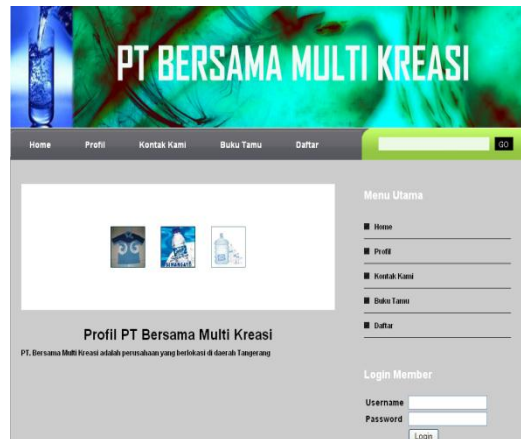 PT BERSAMA MULTI KREASI
Home Profil Kontak Kami Buku Tamu Daftar GO
Menu Utama
Home
Profil
Kontak Kami
Buku Tamu
Daftar
Profil PT Bersama Multi Kreasi
PT. Bersama Multi Kreasi adalah perusahaan yang berlokasi di daerah Tangerang
Login Member
Username
Password
Login